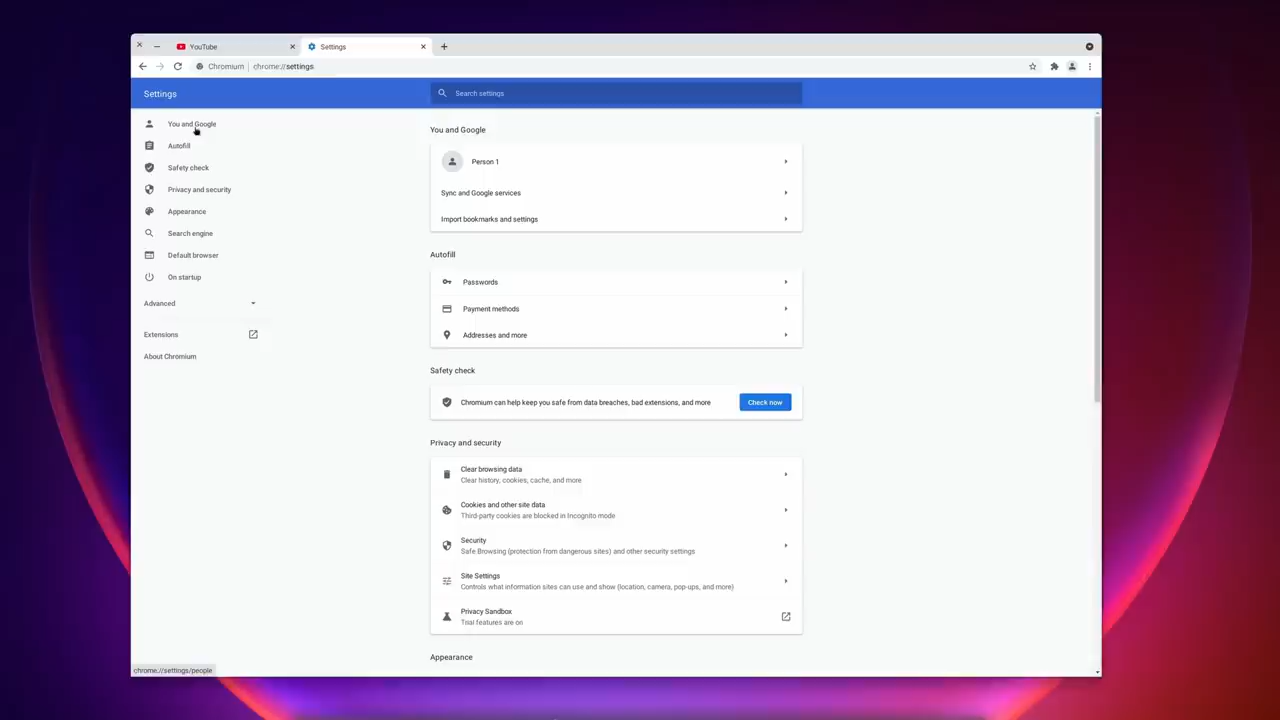 YouTube
Settings
Chromium
chrome://settings
Settings
Search settings
You and Google
Autofill
Safety check
Privacy and security
Appearance
Search engine
Default browser
On startup
Advanced
Extensions
About Chromium
You and Google
Person 1
Sync and Google services
Import bookmarks and settings
Autofill
Passwords
Payment methods
Addresses and more
Safety check
Chromium can help keep you safe from data breaches, bad extensions, and more
Check now
Privacy and security
Clear browsing data
Clear history, cookies, cache, and more
Cookies and other site data
Third-party cookies are blocked in Incognito mode
Security
Safe Browsing (protection from dangerous sites) and other security settings
Site Settings
Controls what information sites can use and show (location, camera, pop-ups, and more)
Privacy Sandbox
Trial features are on
Appearance
chrome://settings/people